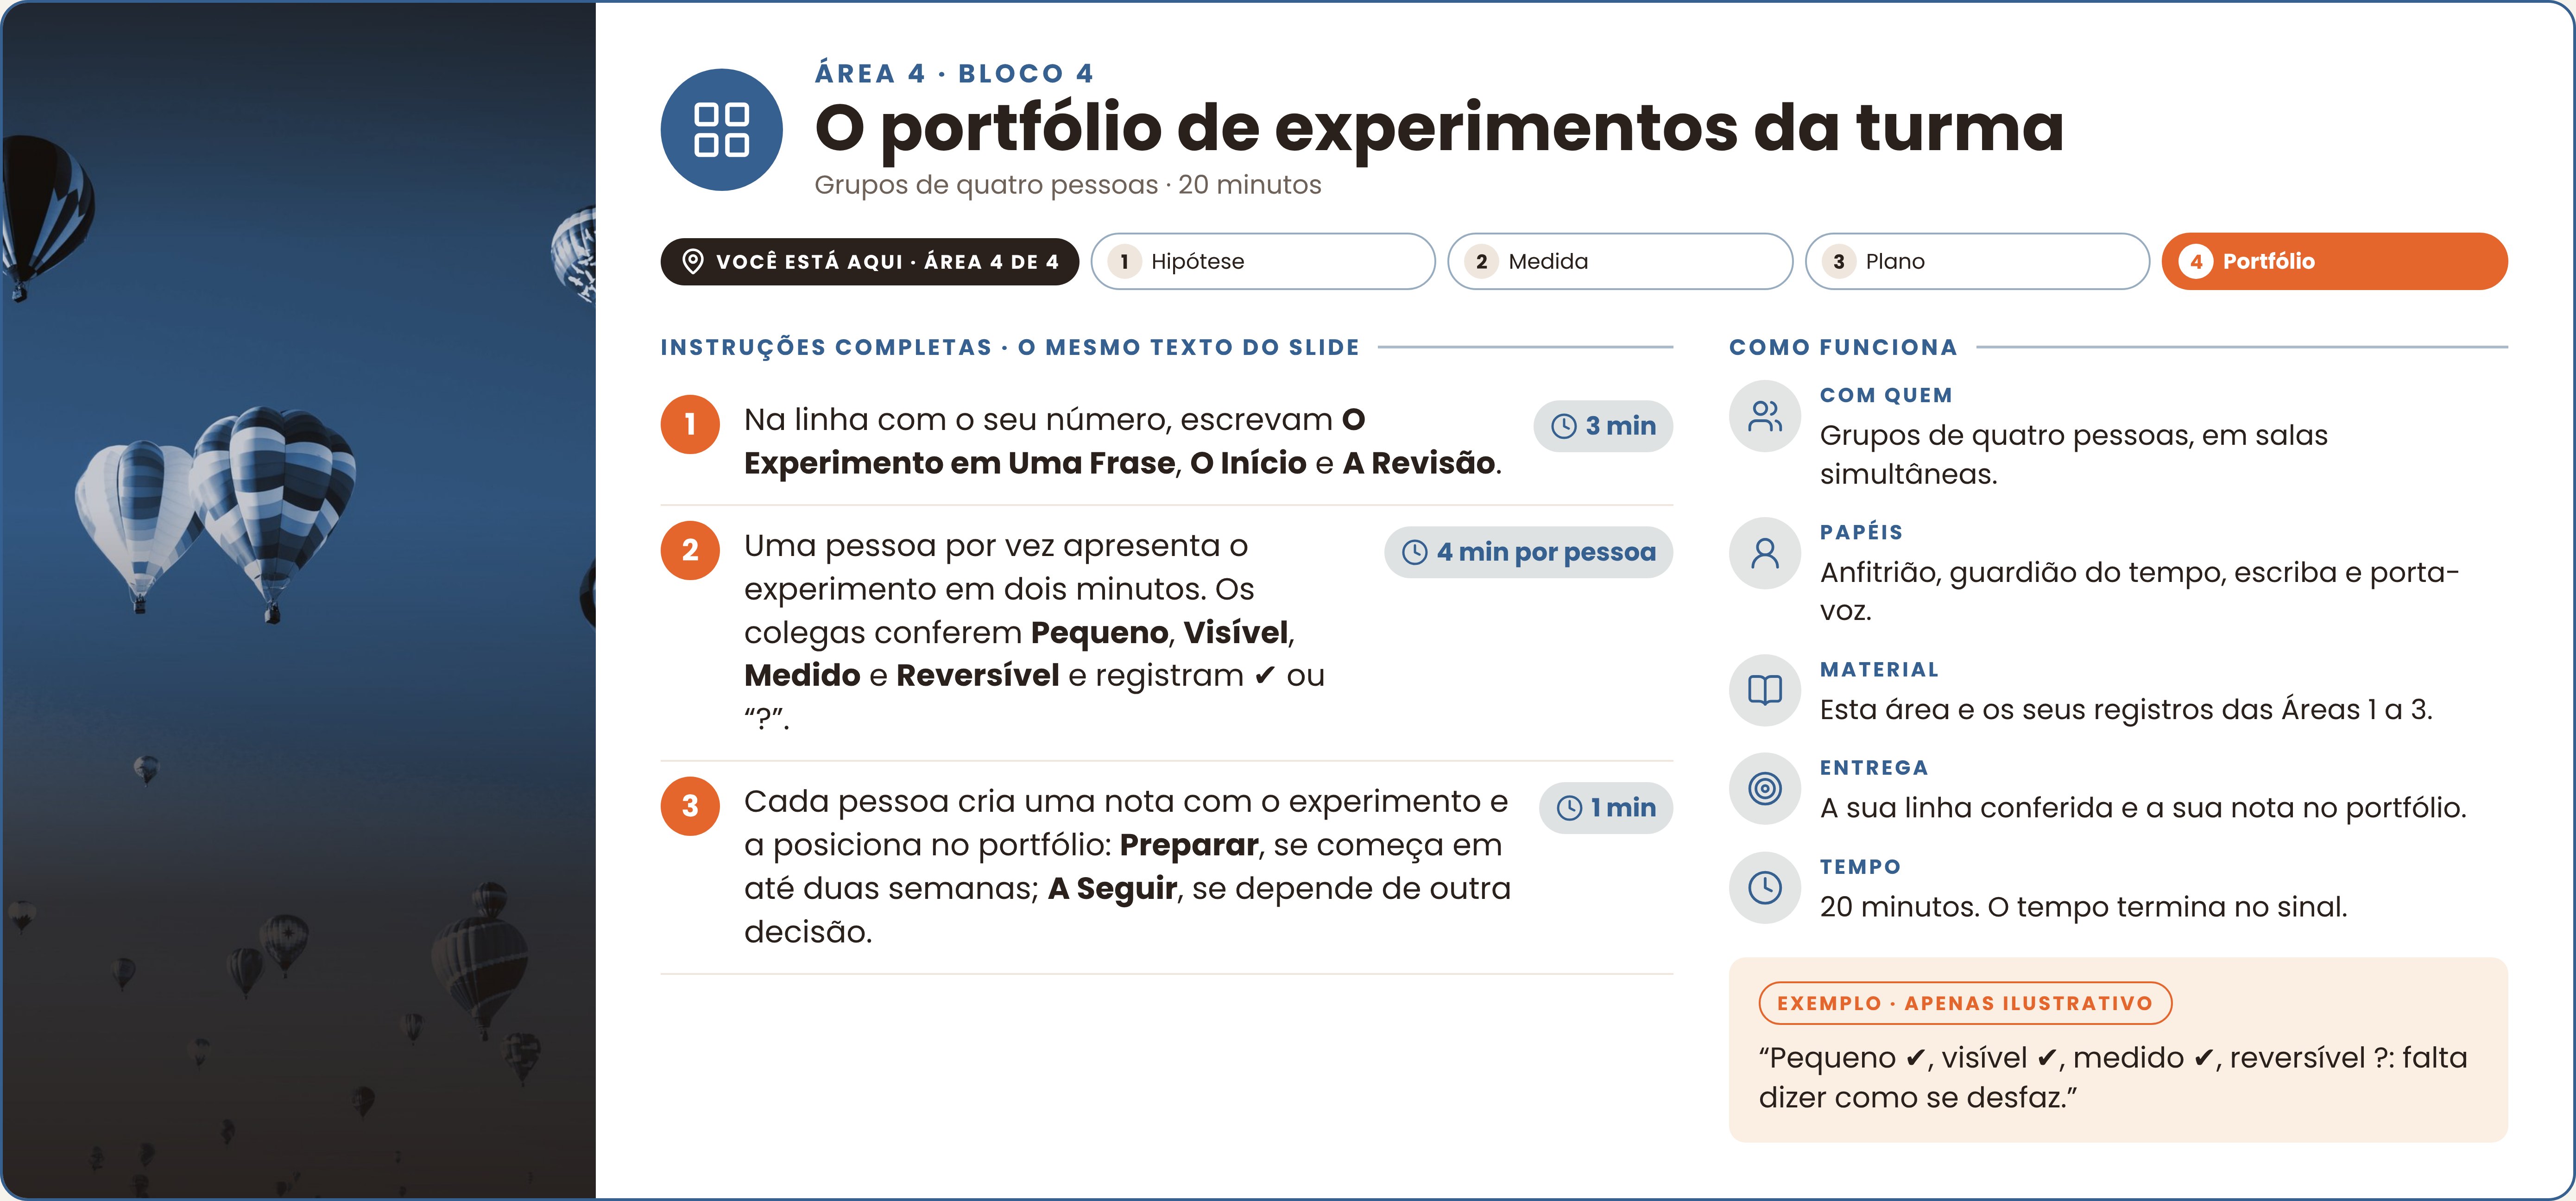 ÁREA 4 · BLOCO 4
O portfólio de experimentos da turma
Grupos de quatro pessoas · 20 minutos
VOCÊ ESTÁ AQUI · ÁREA 4 DE 4
1 Hipótese
2 Medida
3 Plano
4 Portfólio
INSTRUÇÕES COMPLETAS · O MESMO TEXTO DO SLIDE
1
Na linha com o seu número, escrevam O
Experimento em Uma Frase, O Início e A Revisão.
3 min
2
Uma pessoa por vez apresenta o
experimento em dois minutos. Os
colegas conferem Pequeno, Visível,
Medido e Reversível e registram ✔ ou
“?”.
4 min por pessoa
3
Cada pessoa cria uma nota com o experimento e
a posiciona no portfólio: Preparar, se começa em
até duas semanas; A Seguir, se depende de outra
decisão.
1 min
COMO FUNCIONA
COM QUEM
Grupos de quatro pessoas, em salas
simultâneas.
PAPÉIS
Anfitrião, guardião do tempo, escriba e porta-
voz.
MATERIAL
Esta área e os seus registros das Áreas 1 a 3.
ENTREGA
A sua linha conferida e a sua nota no portfólio.
TEMPO
20 minutos. O tempo termina no sinal.
EXEMPLO · APENAS ILUSTRATIVO
“Pequeno ✔, visível ✔, medido ✔, reversível ?: falta
dizer como se desfaz.”